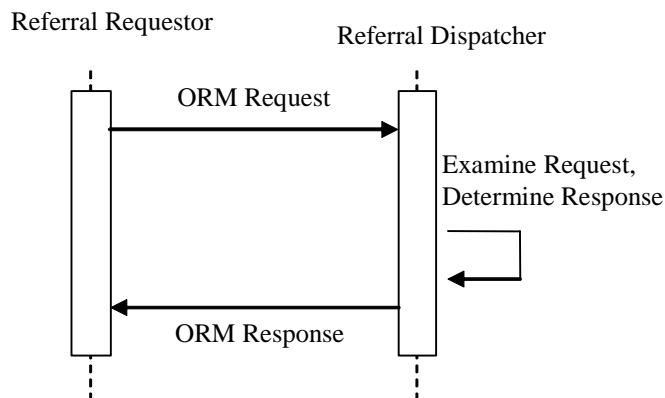 Referral Requestor
Referral Dispatcher
ORM Request
Examine Request,
Determine Response
ORM Response